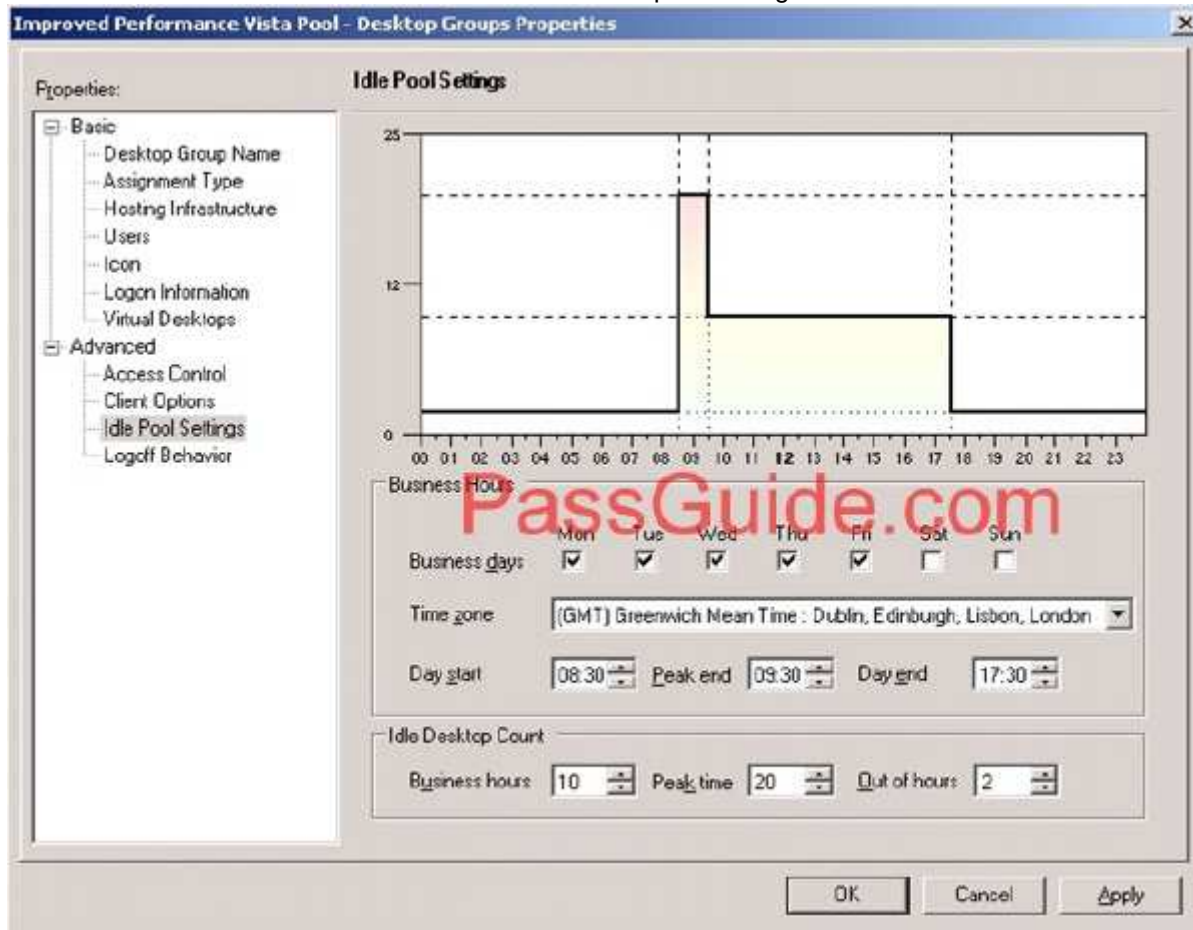 Improved Performance Vista Pool - Desktop Groups Properties
Properties:
Basic
Desktop Group Name
Assignment Type
Hosting Infrastructure
Users
Icon
Logon Information
Virtual Desktops
Advanced
Access Control
Client Options
Idle Pool Settings
Logoff Behavior
Idle Pool Settings
25
12
0
00 01 02 03 04 05 06 07 08 09 10 11 12 13 14 15 16 17 18 19 20 21 22 23
Business Hours
PassGuide.com
Mon Tue Wed Thu Fri Sat Sun
Business days
Time zone (GMT) Greenwich Mean Time : Dublin, Edinburgh, Lisbon, London
Day start 08:30 Peak end 09:30 Day end 17:30
Idle Desktop Count
Business hours 10 Peak time 20 Out of hours 2
OK Cancel Apply